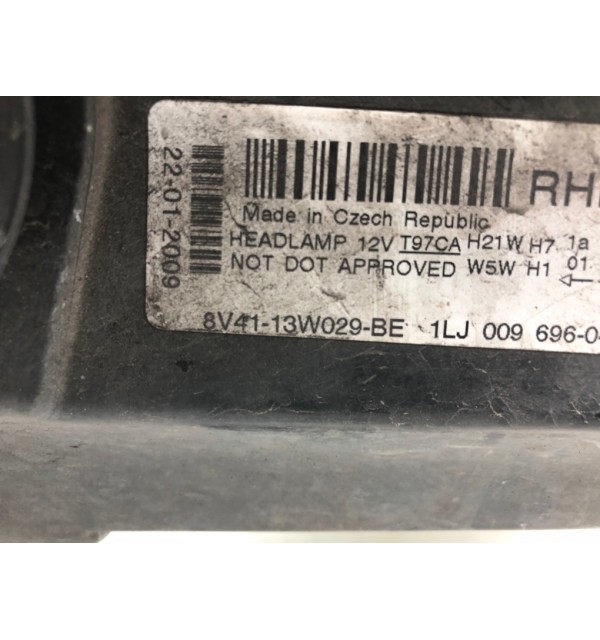 22-01-2009
RH
Made in Czech Republic
HEADLAMP 12V T97CA H21W H7 1a
NOT DOT APPROVED W5W H1 01
8V41-13W029-BE 1LJ 009 696-0